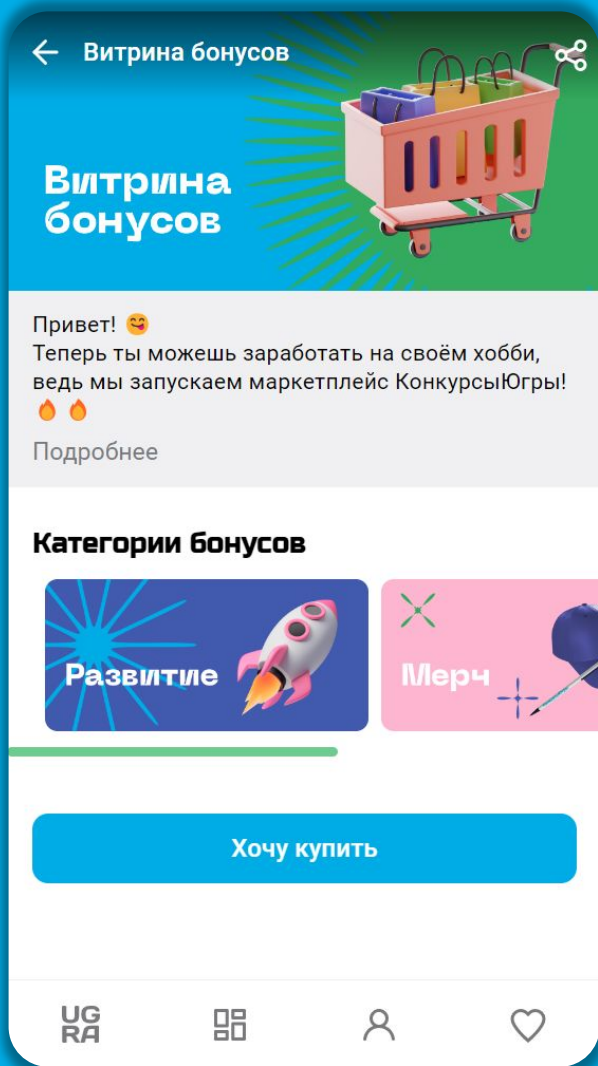 Витрина бонусов
Витрина
бонусов
Привет! 😋
Теперь ты можешь заработать на своём хобби,
ведь мы запускаем маркетплейс КонкурсыЮгры!
🔥 🔥
Подробнее
Категории бонусов
Развитие
Мерч
Хочу купить
UG
RA